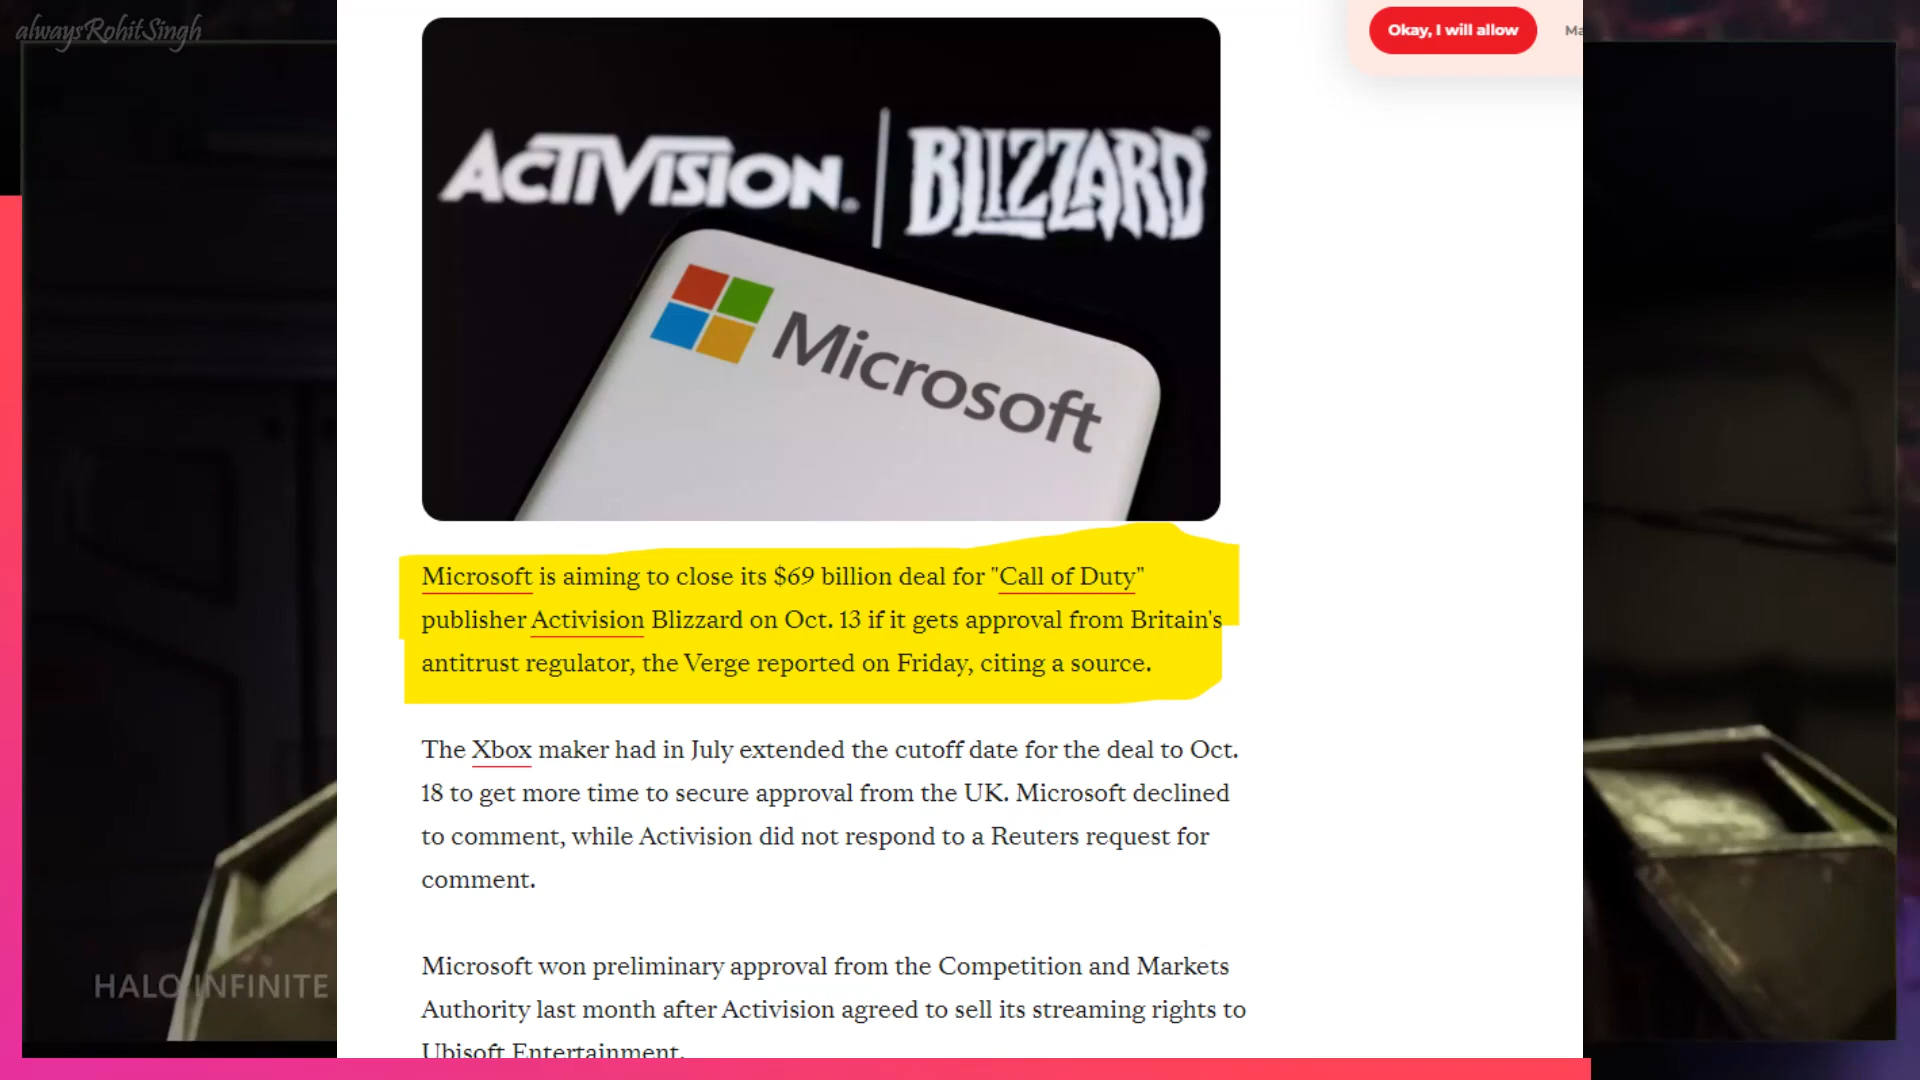 alwaysRohitSingh
Okay, I will allow
ACTIVISION. BLIZZARD
Microsoft
Microsoft is aiming to close its $69 billion deal for "Call of Duty"
publisher Activision Blizzard on Oct. 13 if it gets approval from Britain's
antitrust regulator, the Verge reported on Friday, citing a source.
The Xbox maker had in July extended the cutoff date for the deal to Oct.
18 to get more time to secure approval from the UK. Microsoft declined
to comment, while Activision did not respond to a Reuters request for
comment.
HALO INFINITE
Microsoft won preliminary approval from the Competition and Markets
Authority last month after Activision agreed to sell its streaming rights to
Ubisoft Entertainment.